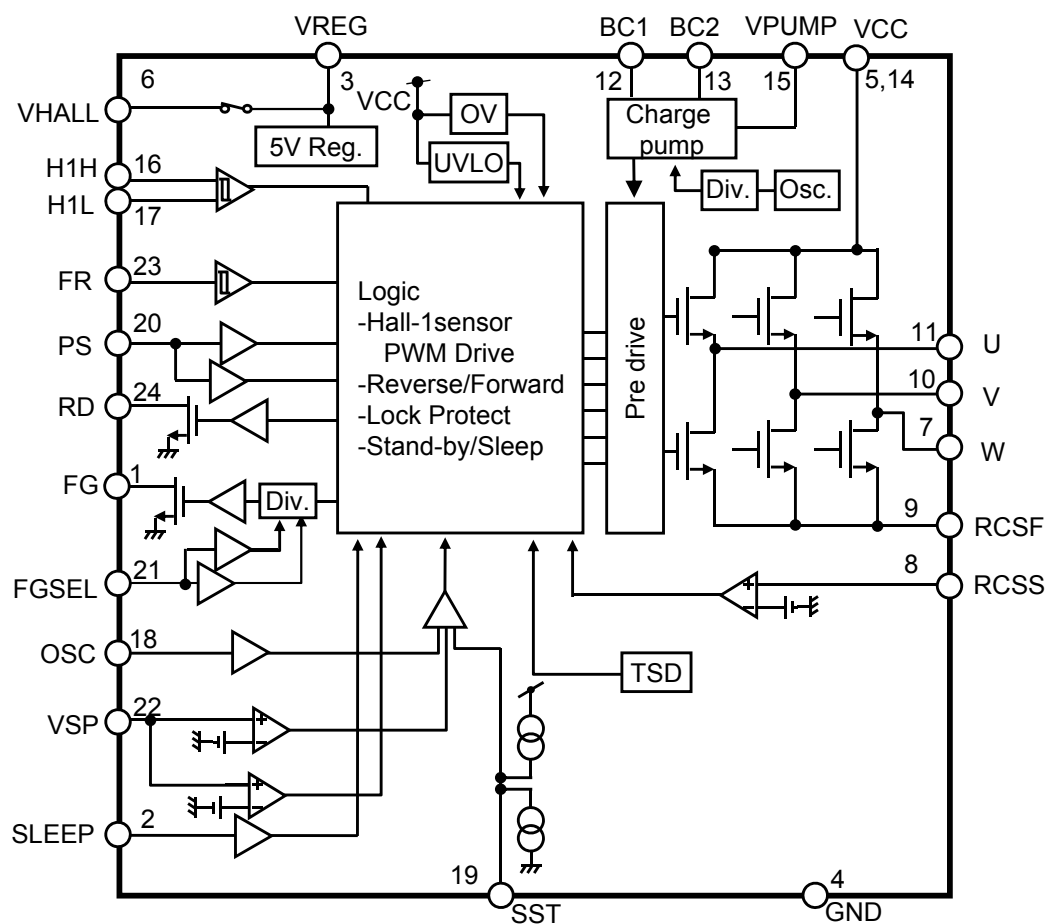 VREG
BC1
BC2
VPUMP
VCC
6
3
12
13
15
5,14
VHALL
VCC
OV
Charge
pump
5V Reg.
UVLO
H1H
16
Div.
Osc.
H1L
17
FR
23
Logic
-Hall-1sensor
PWM Drive
-Reverse/Forward
-Lock Protect
-Stand-by/Sleep
Pre drive
PS
20
11
U
10
V
RD
24
7
W
FG
1
Div.
9
RCSF
FGSEL
21
8
RCSS
+
−
OSC
18
TSD
VSP
22
+
−
+
−
SLEEP
2
19
SST
4
GND